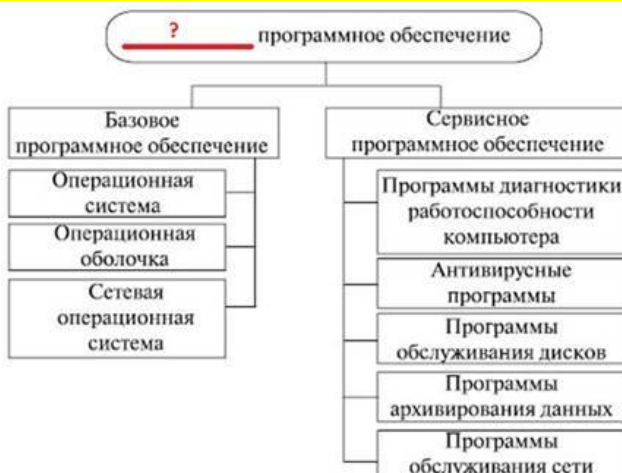 ? программное обеспечение
Базовое
программное обеспечение
Операционная
система
Операционная
оболочка
Сетевая
операционная
система
Сервисное
программное обеспечение
Программы диагностики
работоспособности
компьютера
Антивирусные
программы
Программы
обслуживания дисков
Программы
архивирования данных
Программы
обслуживания сети